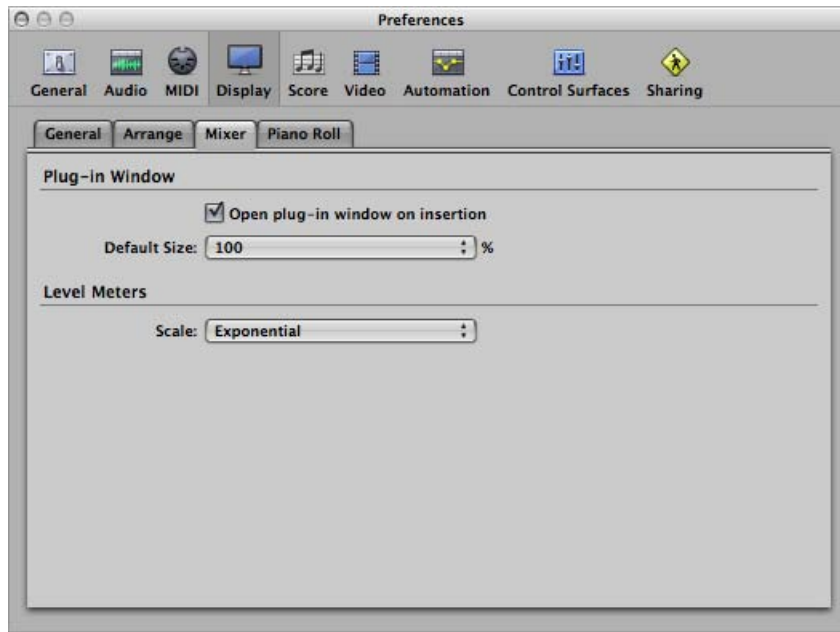 Preferences
General Audio MIDI Display Score Video Automation Control Surfaces Sharing
General Arrange Mixer Piano Roll
Plug-in Window
Open plug-in window on insertion
Default Size: 100 %
Level Meters
Scale: Exponential